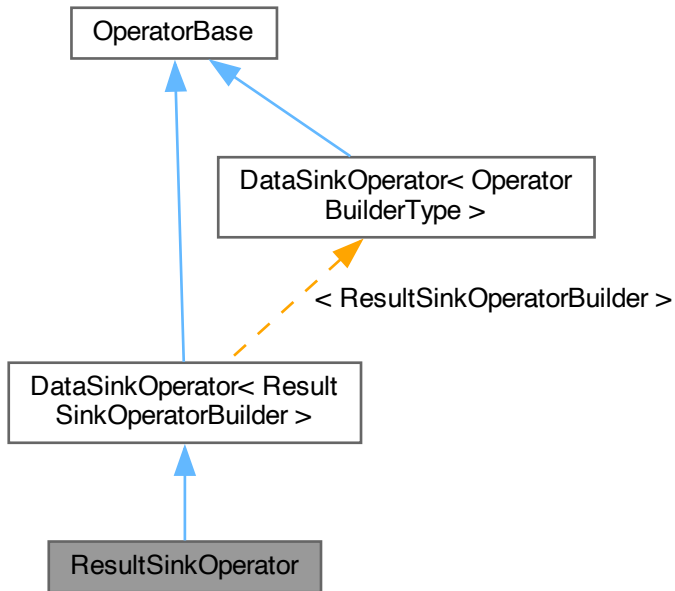 OperatorBase
DataSinkOperator< Operator
BuilderType >
< ResultSinkOperatorBuilder >
DataSinkOperator< Result
SinkOperatorBuilder >
ResultSinkOperator